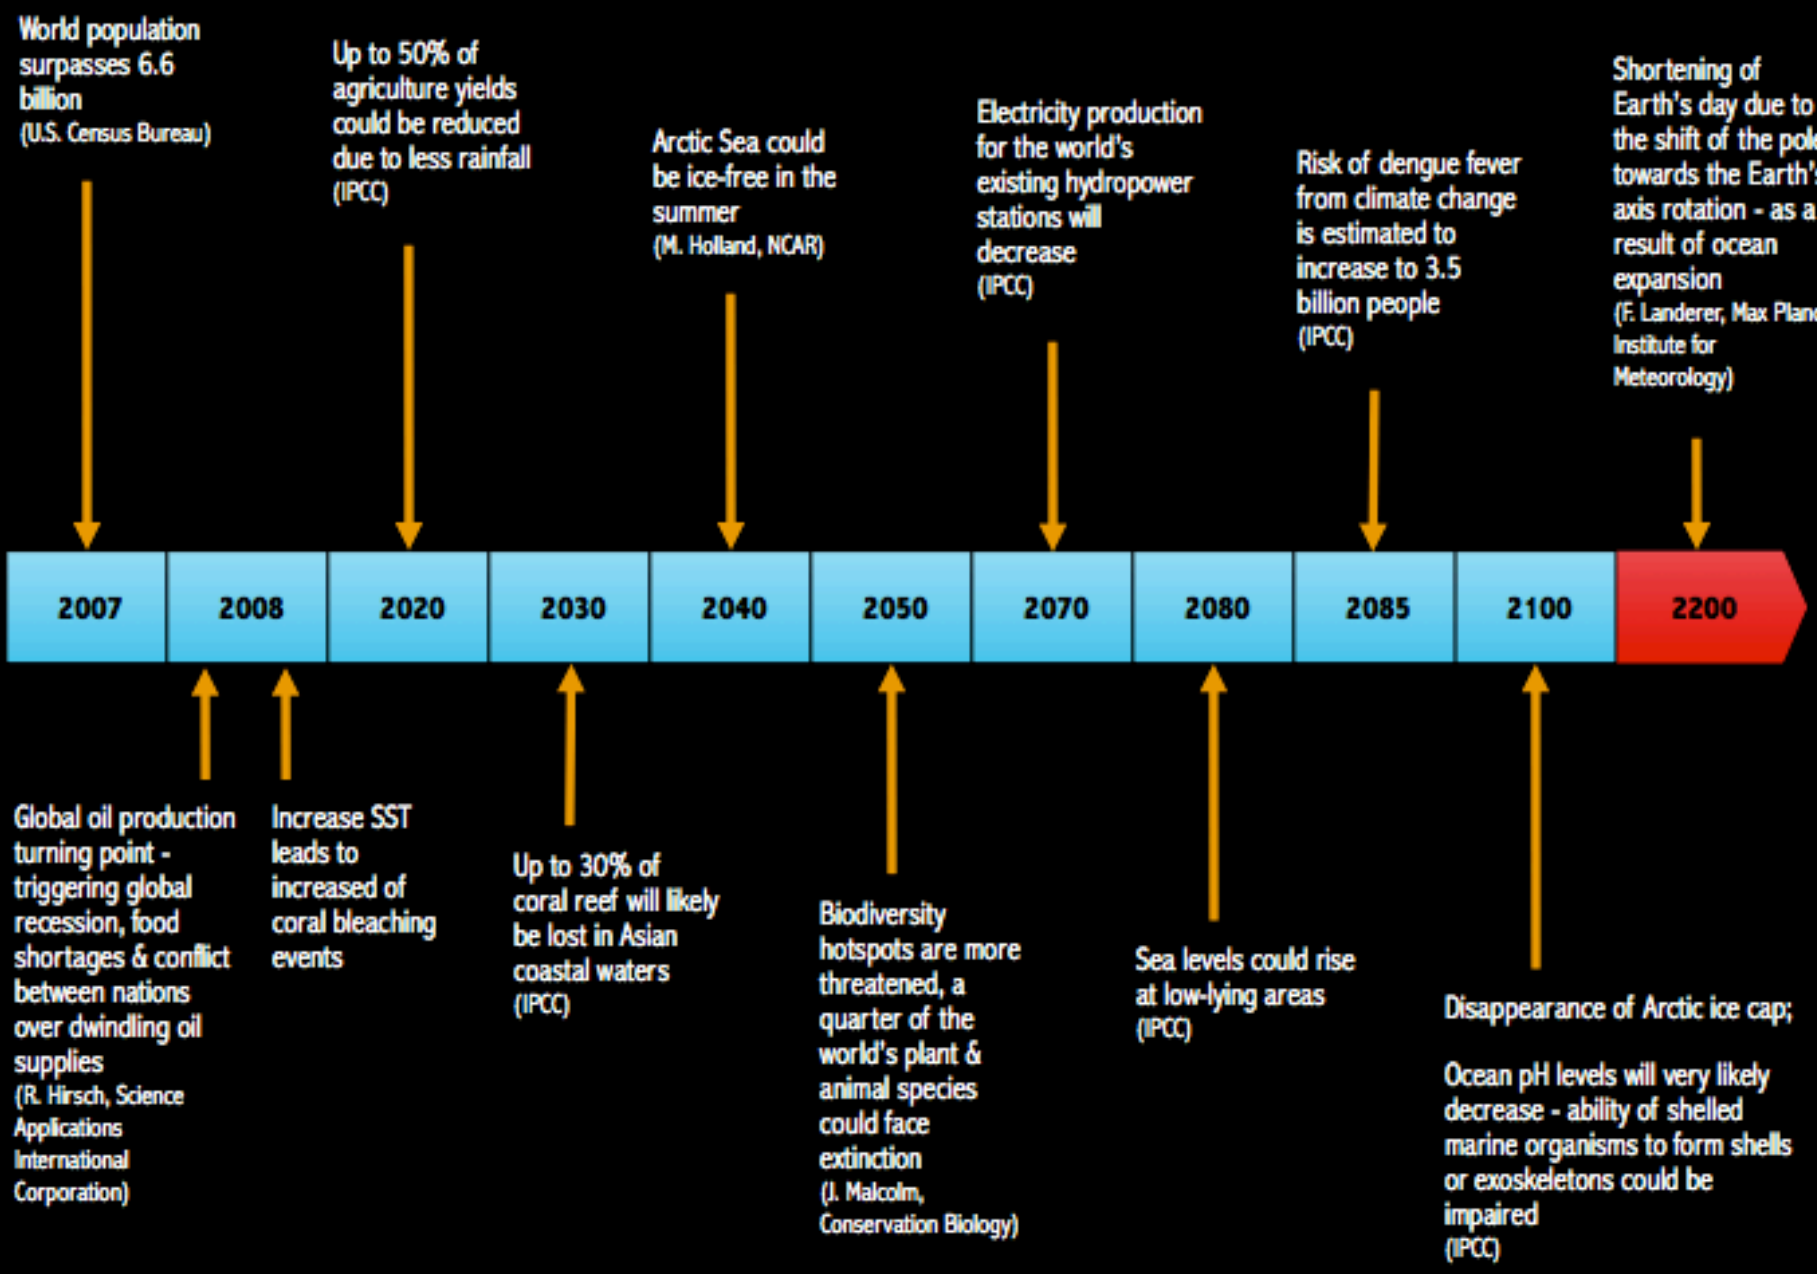 World population
surpasses 6.6
billion
(U.S. Census Bureau)
Up to 50% of
agriculture yields
could be reduced
due to less rainfall
(IPCC)
Arctic Sea could
be ice-free in the
summer
(M. Holland, NCAR)
Electricity production
for the world's
existing hydropower
stations will
decrease
(IPCC)
Risk of dengue fever
from climate change
is estimated to
increase to 3.5
billion people
(IPCC)
Shortening of
Earth's day due to
the shift of the
towards the
axis rotation - as a
result of ocean
expansion
(F. Landerer, Max
Institute for
Meteorology)
2007 2008 2020 2030 2040 2050 2070 2080 2085 2100 2200
Global oil production
turning point -
triggering global
recession, food
shortages & conflict
between nations
over dwindling oil
supplies
(R. Hirsch, Science
Applications
International
Corporation)
Increase SST
leads to
increased of
coral bleaching
events
Up to 30% of
coral reef will likely
be lost in Asian
coastal waters
(IPCC)
Biodiversity
hotspots are more
threatened, a
quarter of the
world's plant &
animal species
could face
extinction
(J. Malcolm,
Conservation Biology)
Sea levels could rise
at low-lying areas
(IPCC)
Disappearance of Arctic ice cap;
Ocean pH levels will very likely
decrease - ability of shelled
marine organisms to form shells
or exoskeletons could be
impaired
(IPCC)